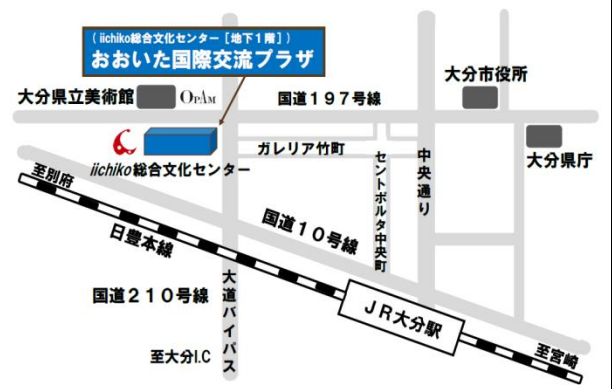 （iichiko総合文化センター［地下１階］）
おおいた国際交流プラザ
大分県立美術館
OPAM
国道１９７号線
大分市役所
大分県庁
ガレリア竹町
iichiko総合文化センター
セントポルタ中央町
中央通り
至別府
日豊本線
国道１０号線
国道２１０号線
大道バイパス
ＪＲ大分駅
至大分I.C
至宮崎